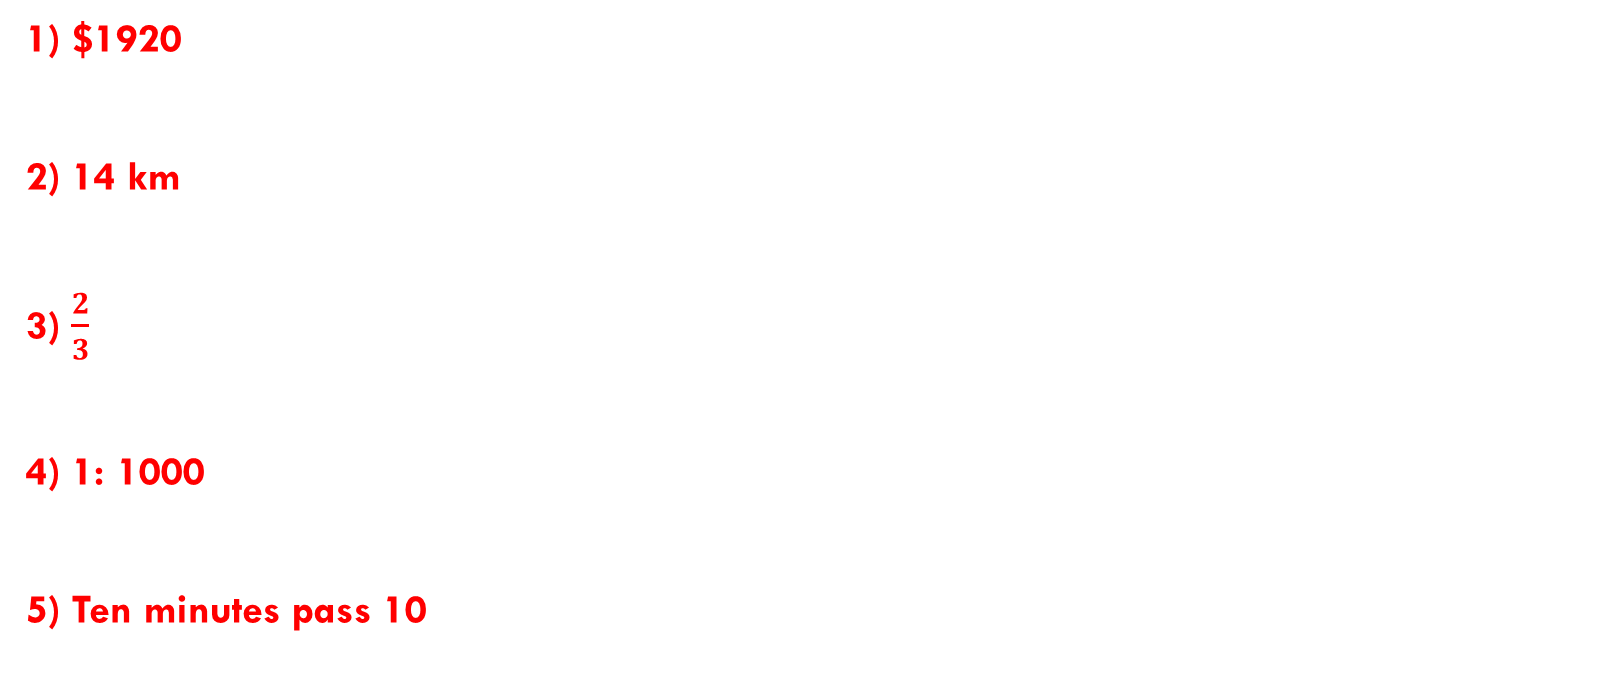 1) $1920
2) 14 km
3) 2/3
4) 1: 1000
5) Ten minutes pass 10